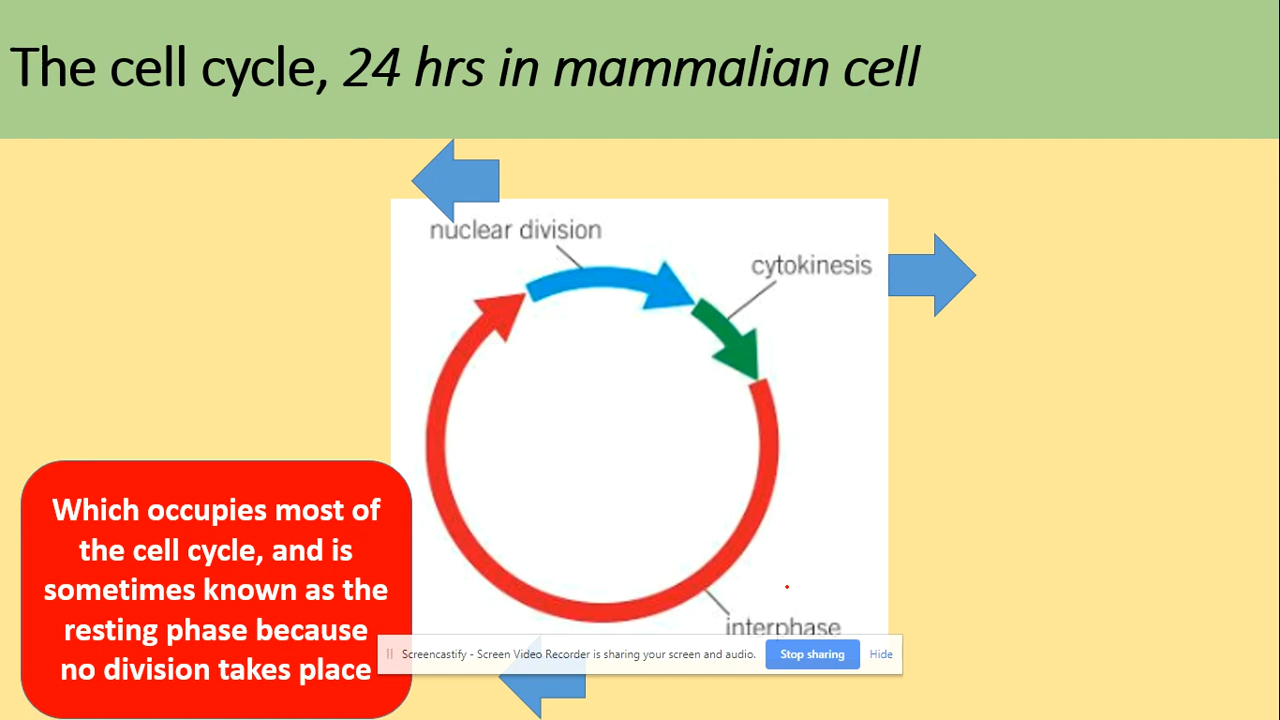 The cell cycle, 24 hrs in mammalian cell
nuclear division
cytokinesis
Which occupies most of
the cell cycle, and is
sometimes known as the
resting phase because
no division takes place
interphase
Screencastify - Screen Video Recorder is sharing your screen and audio. Stop sharing Hide